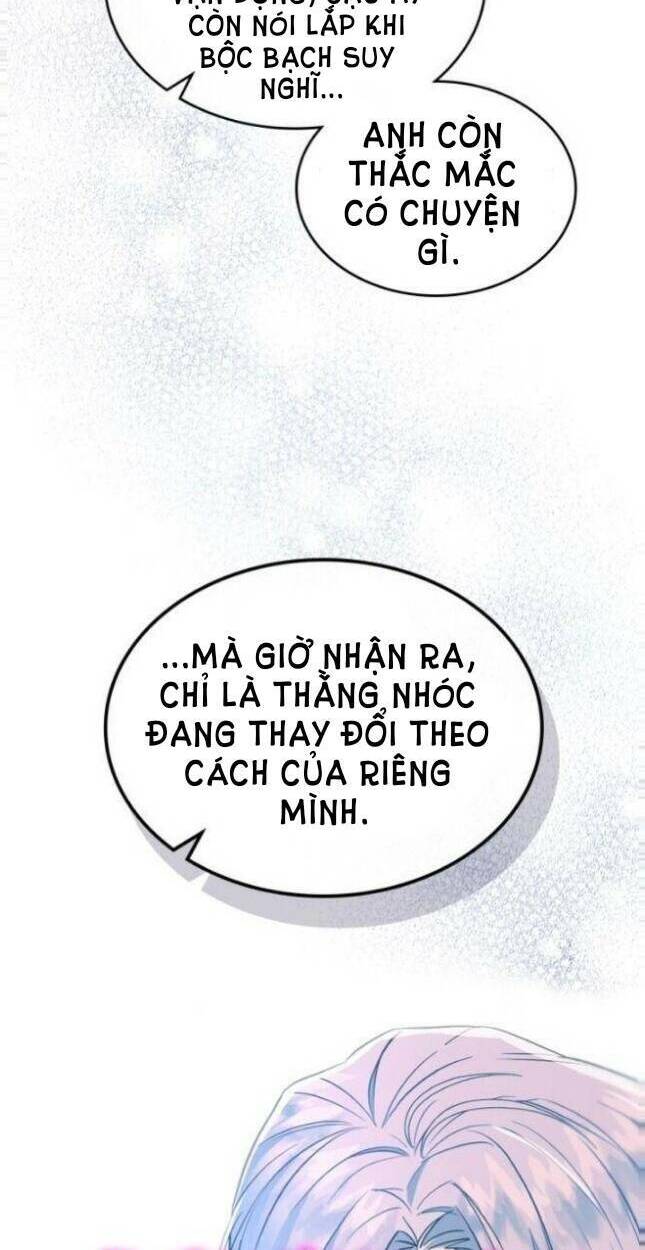 CÒN NÓI LẮP KHI
BỘC BẠCH SUY
NGHĨ...
ANH CÒN
THẮC MẮC
CÓ CHUYỆN
GÌ.
...MÀ GIỜ NHẬN RA,
CHỈ LÀ THẰNG NHÓC
ĐANG THAY ĐỔI THEO
CÁCH CỦA RIÊNG
MÌNH.